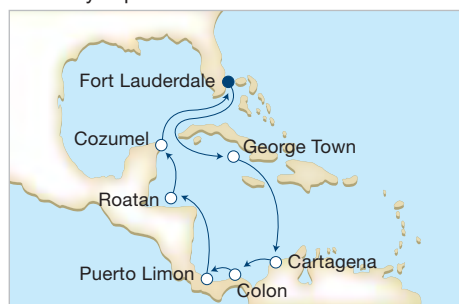 Fort Lauderdale
Cozumel
George Town
Roatan
Cartagena
Puerto Limon
Colon